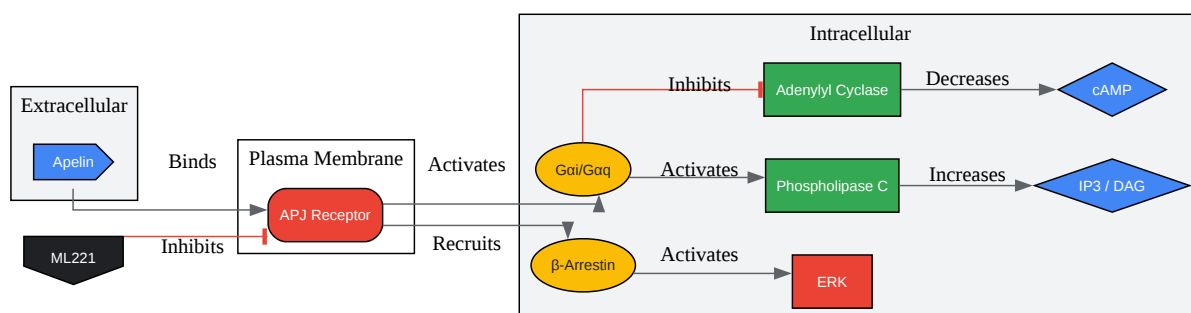 Extracellular
Apelin
Binds
ML221
Inhibits
Plasma Membrane
APJ Receptor
Activates
Recruits
Intracellular
Gαi/Gαq
Inhibits
Adenylyl Cyclase
Decreases
cAMP
Activates
Phospholipase C
Increases
IP3 / DAG
β-Arrestin
Activates
ERK